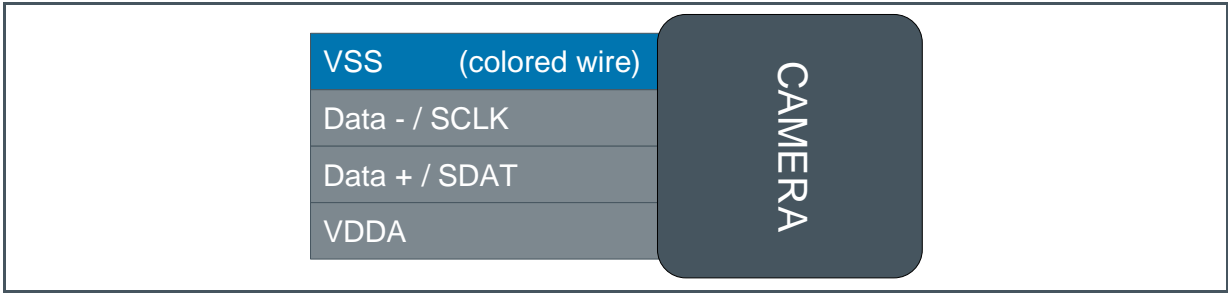 VSS (colored wire)
Data - / SCLK
Data + / SDAT
VDDA
CAMERA